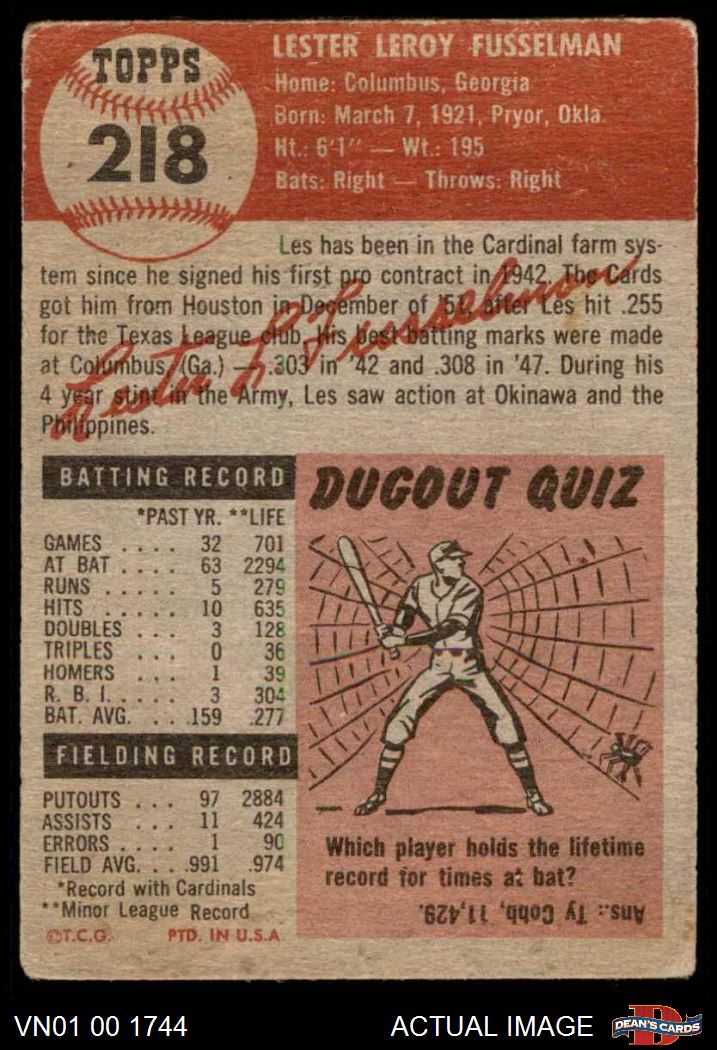 TOPPS
218
LESTER LEROY FUSSELMAN
Home: Columbus, Georgia
Born: March 7, 1921, Pryor, Okla.
Ht.: 6'1" — Wt.: 195
Bats: Right — Throws: Right
Les has been in the Cardinal farm sys-
tem since he signed his first pro contract in 1942. The Cards
got him from Houston in December of '51, after Les hit .255
for the Texas League club. His best batting marks were made
at Columbus, (Ga.) — .303 in '42 and .308 in '47. During his
4 year stint in the Army, Les saw action at Okinawa and the
Philippines.
Lester L. Fusselman
BATTING RECORD
*PAST YR. **LIFE
GAMES .... 32 701
AT BAT .... 63 2294
RUNS ..... 5 279
HITS ..... 10 635
DOUBLES ... 3 128
TRIPLES ... 0 36
HOMERS ... 1 39
R. B. I. .... 3 304
BAT. AVG. ... .159 .277
FIELDING RECORD
PUTOUTS ... 97 2884
ASSISTS ... 11 424
ERRORS .... 1 90
FIELD AVG. ... .991 .974
*Record with Cardinals
**Minor League Record
©T.C.G. PTD. IN U.S.A
DUGOUT QUIZ
Which player holds the lifetime
record for times at bat?
Ans.: Ty Cobb, 11,429.
VN01 00 1744
ACTUAL IMAGE
D
DEAN'S CARDS